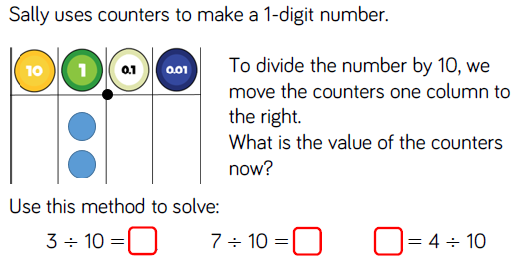 Sally uses counters to make a 1-digit number.
10 1 0.1 0.01
To divide the number by 10, we
move the counters one column to
the right.
What is the value of the counters
now?
Use this method to solve:
3 ÷ 10 = 7 ÷ 10 = = 4 ÷ 10